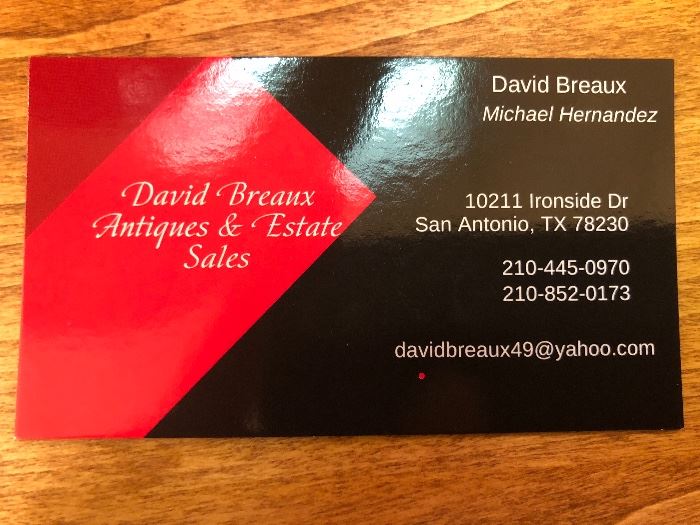 David Breaux
Antiques & Estate
Sales
David Breaux
Michael Hernandez
10211 Ironside Dr
San Antonio, TX 78230
210-445-0970
210-852-0173
davidbreaux49@yahoo.com